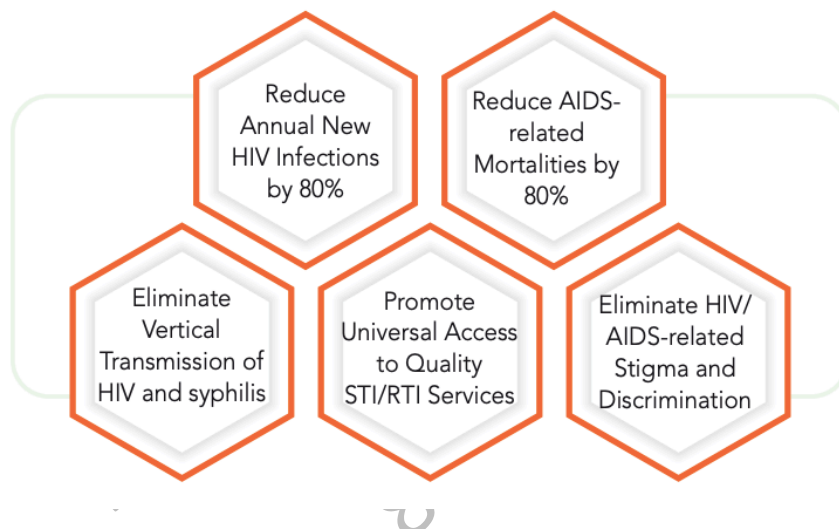 Reduce
Annual New
HIV Infections
by 80%
Reduce AIDS-
related
Mortalities by
80%
Eliminate
Vertical
Transmission of
HIV and syphilis
Promote
Universal Access
to Quality
STI/RTI Services
Eliminate HIV/
AIDS-related
Stigma and
Discrimination